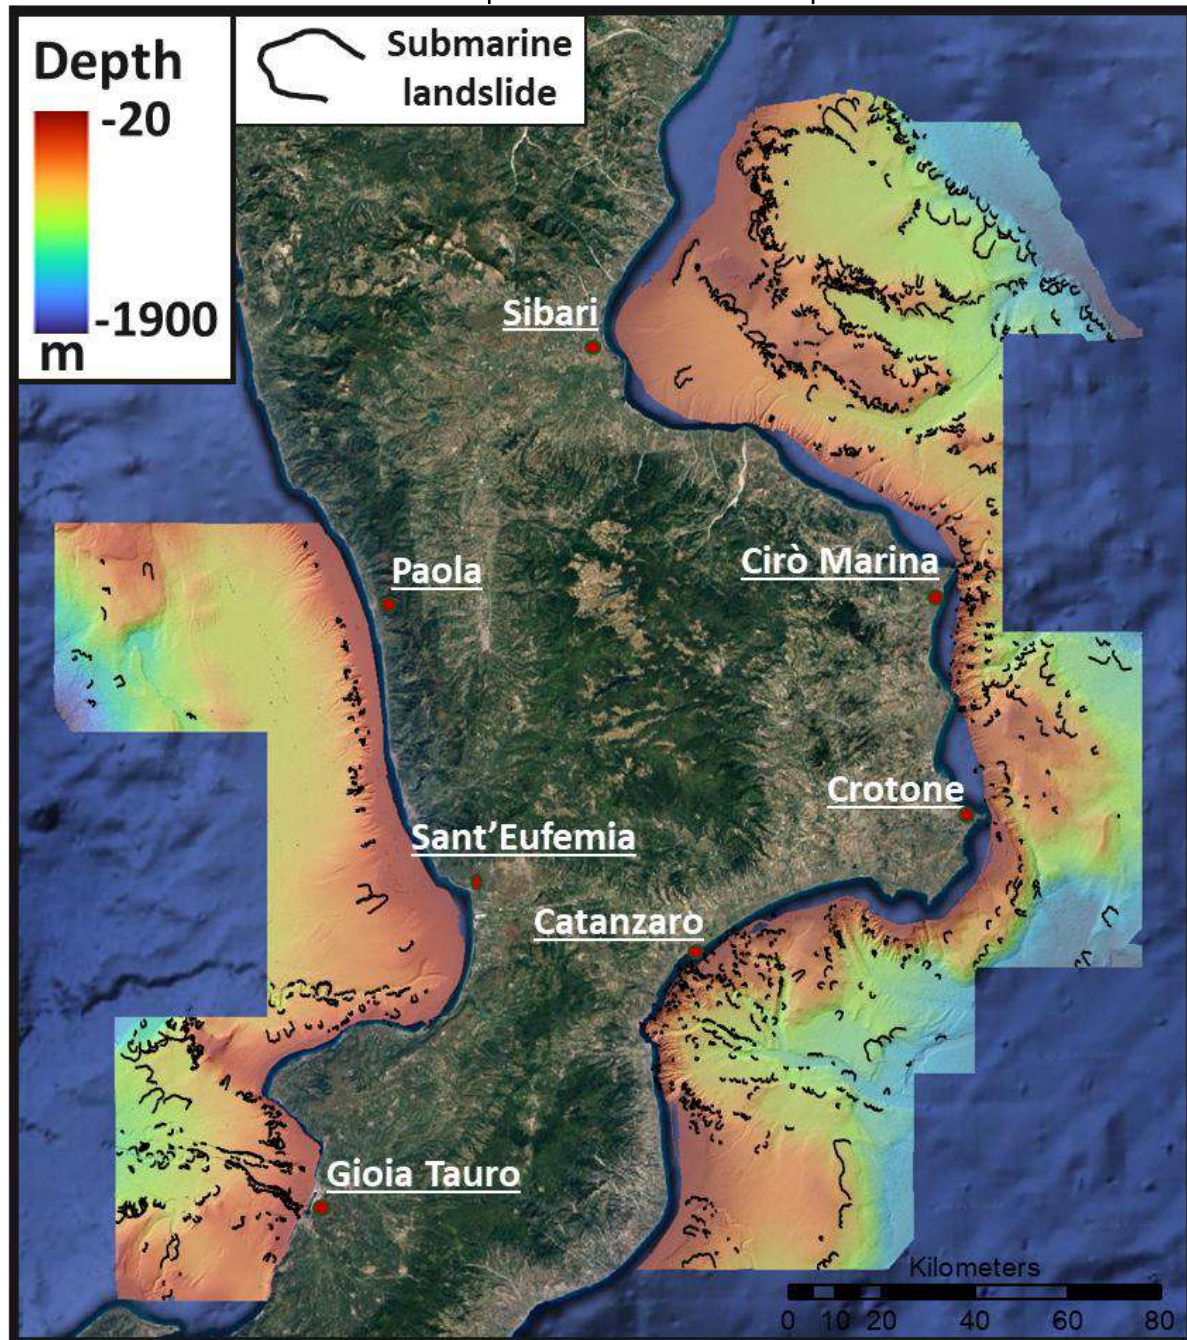 Depth
-20
-1900
m
Submarine
landslide
Sibari
Paola
Cirò Marina
Crotone
Sant'Eufemia
Catanzaro
Gioia Tauro
Kilometers
0 10 20 40 60 80